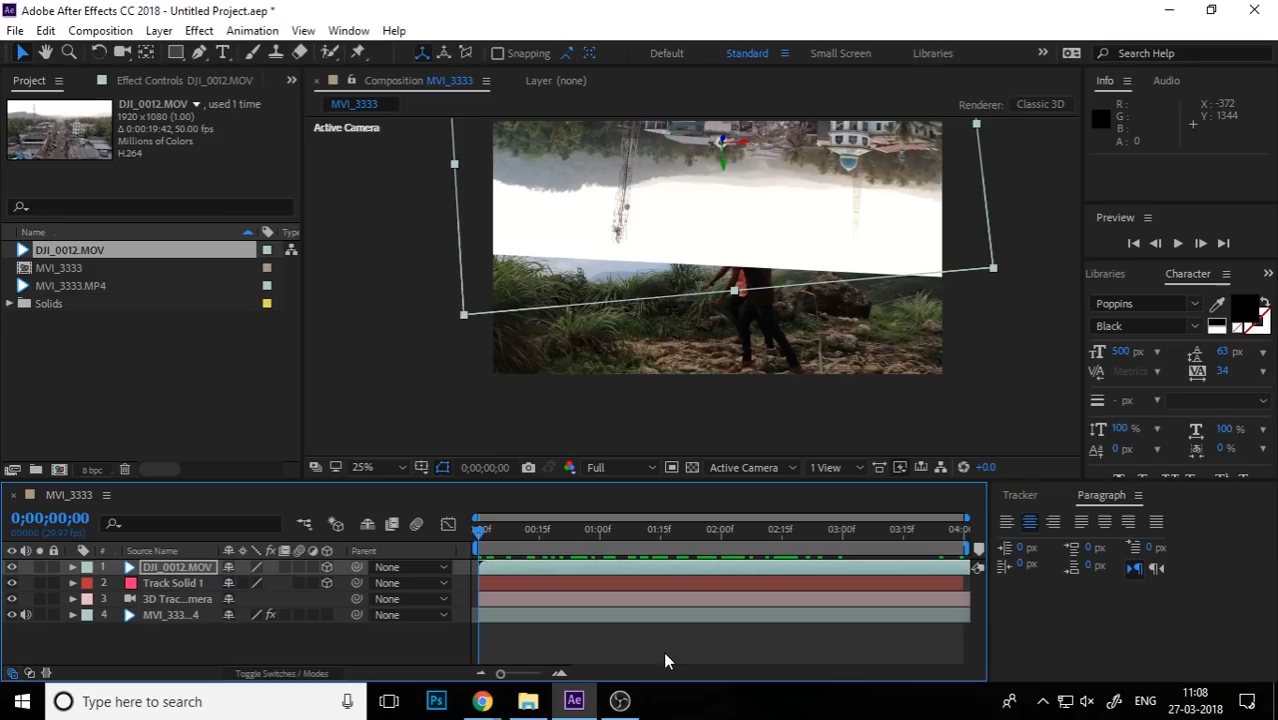 Adobe After Effects CC 2018 - Untitled Project.aep *
File Edit Composition Layer Effect Animation View Window Help
Snapping Default Standard Small Screen Libraries Search Help
Project Effect Controls DJI_0012.MOV Composition MVI_3333 Layer (none) Info Audio
DJI_0012.MOV , used 1 time
1920 x 1080 (1.00)
Δ 0:00:19:42, 50.00 fps
Millions of Colors
H.264
MVI_3333 Renderer: Classic 3D
Active Camera
R : X : -372
G : Y : 1344
B :
A : 0
Name Type
DJI_0012.MOV
MVI_3333
MVI_3333.MP4
Solids
Preview
Libraries Character
Poppins
Black
500 px 63 px
Metrics 34
- px
100 % 100 %
0 px 0 %
8 bpc 25% 0;00;00;00 Full Active Camera 1 View +0.0
MVI_3333 Tracker Paragraph
0;00;00;00
00000 (29.97 fps)
00:15f 01:00f 01:15f 02:00f 02:15f 03:00f 03:15f
# Source Name Parent
1 DJI_0012.MOV None
2 Track Solid 1 None
3 3D Trac...mera None
4 MVI_333....4 None
0 px 0 px 0 px
0 px 0 px
Toggle Switches / Modes
Type here to search Ps Ae ENG 11:08
27-03-2018